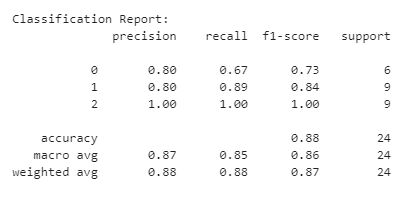 Classification Report:
precision recall f1-score support
0 0.80 0.67 0.73 6
1 0.80 0.89 0.84 9
2 1.00 1.00 1.00 9
accuracy 0.88 24
macro avg 0.87 0.85 0.86 24
weighted avg 0.88 0.88 0.87 24